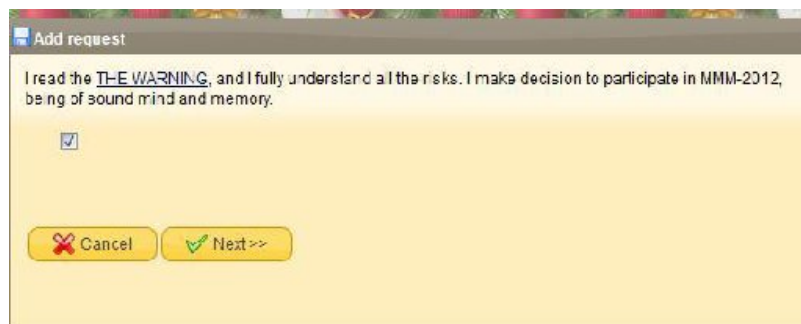 Add request
I read the THE WARNING, and I fully understand all the risks. I make decision to participate in MMM-2012,
being of sound mind and memory.
Cancel
Next>>